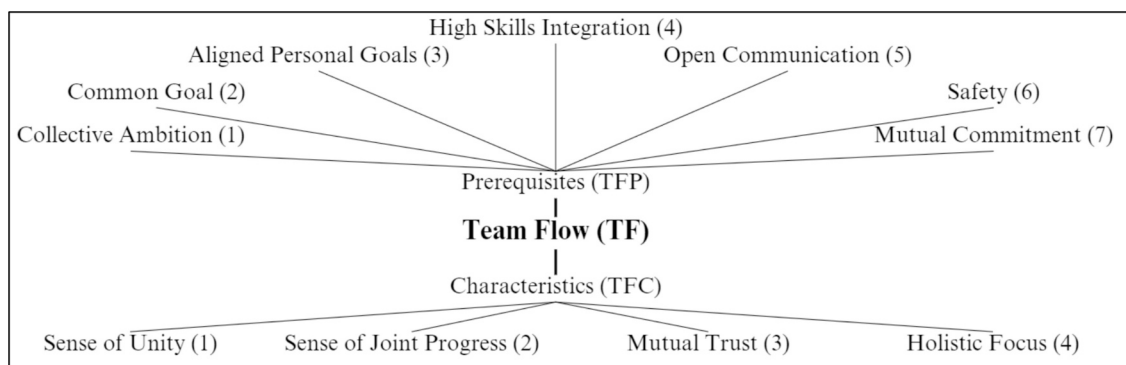 High Skills Integration (4)
Aligned Personal Goals (3)
Open Communication (5)
Common Goal (2)
Safety (6)
Collective Ambition (1)
Mutual Commitment (7)
Prerequisites (TFP)
Team Flow (TF)
Characteristics (TFC)
Sense of Unity (1)
Sense of Joint Progress (2)
Mutual Trust (3)
Holistic Focus (4)